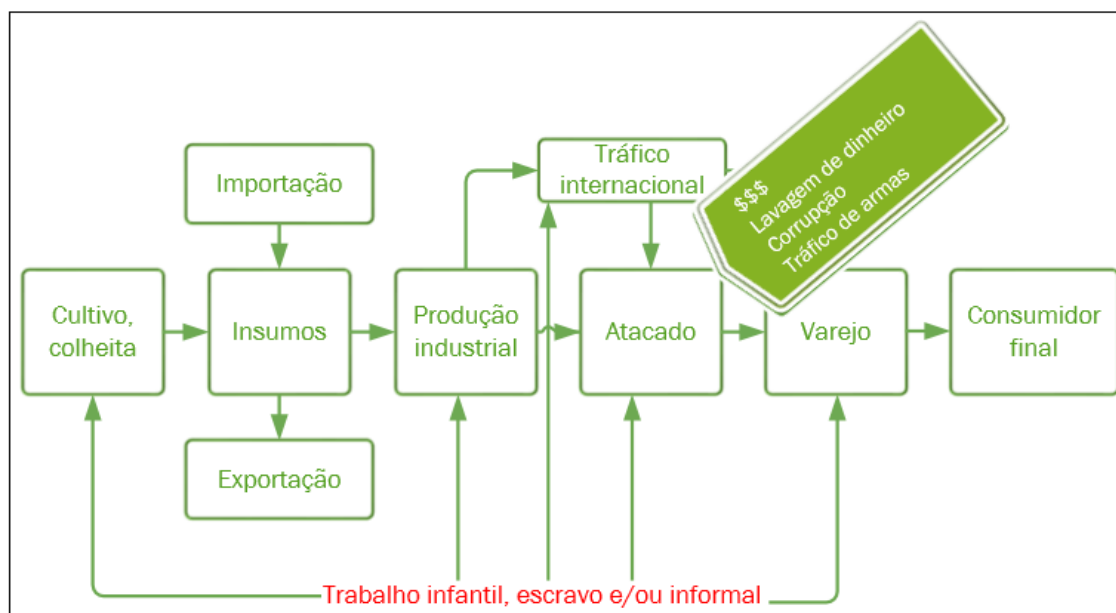 Importação
Tráfico
internacional
$$$
Lavagem de dinheiro
Corrupção
Tráfico de armas
Cultivo,
colheita
Insumos
Produção
industrial
Atacado
Varejo
Consumidor
final
Exportação
Trabalho infantil, escravo e/ou informal